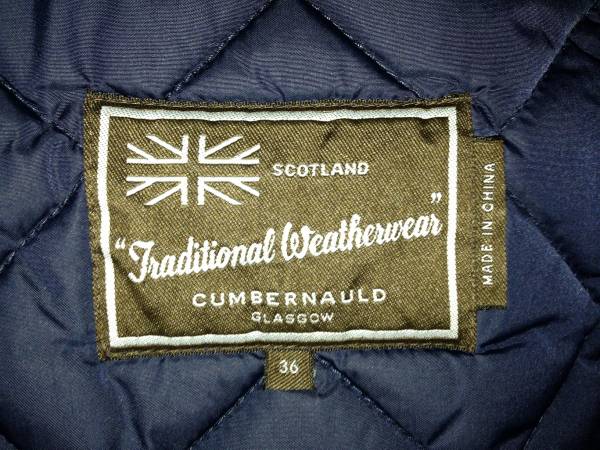 SCOTLAND
"Traditional Weatherwear"
CUMBERNAULD
GLASGOW
MADE IN CHINA
36